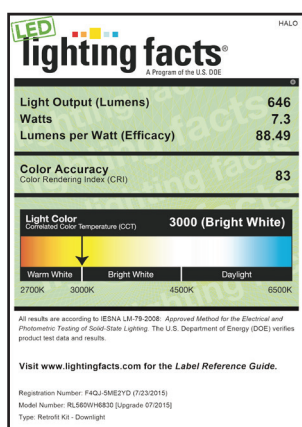 HALO
LED
lighting facts®
A Program of the U.S. DOE
Light Output (Lumens) 646
Watts 7.3
Lumens per Watt (Efficacy) 88.49
Color Accuracy 83
Color Rendering Index (CRI)
Light Color 3000 (Bright White)
Correlated Color Temperature (CCT)
Warm White Bright White Daylight
2700K 3000K 4500K 6500K
All results are according to IESNA LM-79-2008: Approved Method for the Electrical and
Photometric Testing of Solid-State Lighting. The U.S. Department of Energy (DOE) verifies
product test data and results.
Visit www.lightingfacts.com for the Label Reference Guide.
Registration Number: F4QJ-5ME2YD (7/23/2015)
Model Number: RL560WH6830 [Upgrade 07/2015]
Type: Retrofit Kit - Downlight